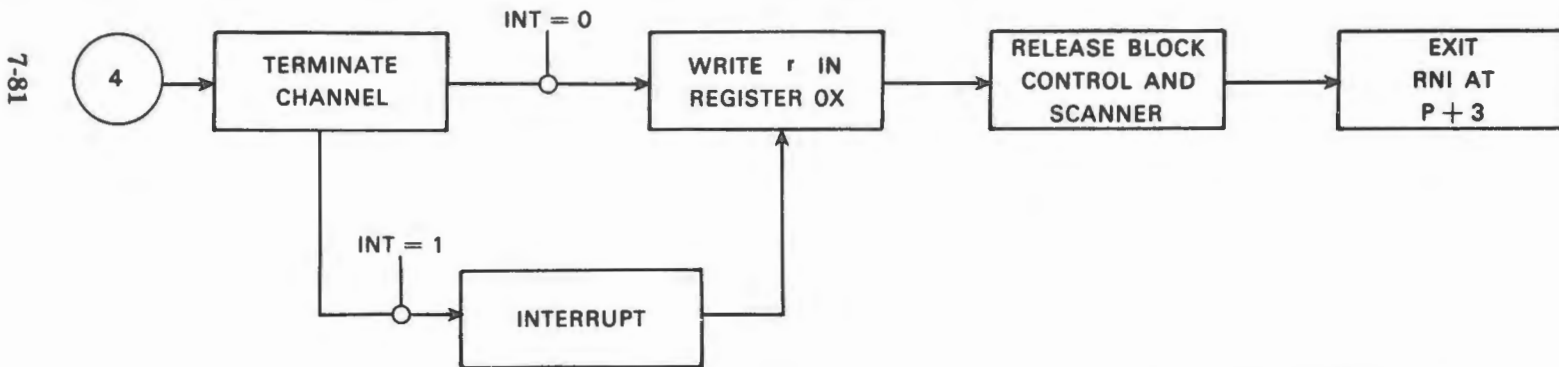 7-81
4
TERMINATE
CHANNEL
INT = 0
WRITE r IN
REGISTER 0X
RELEASE BLOCK
CONTROL AND
SCANNER
EXIT
RNI AT
P + 3
INT = 1
INTERRUPT